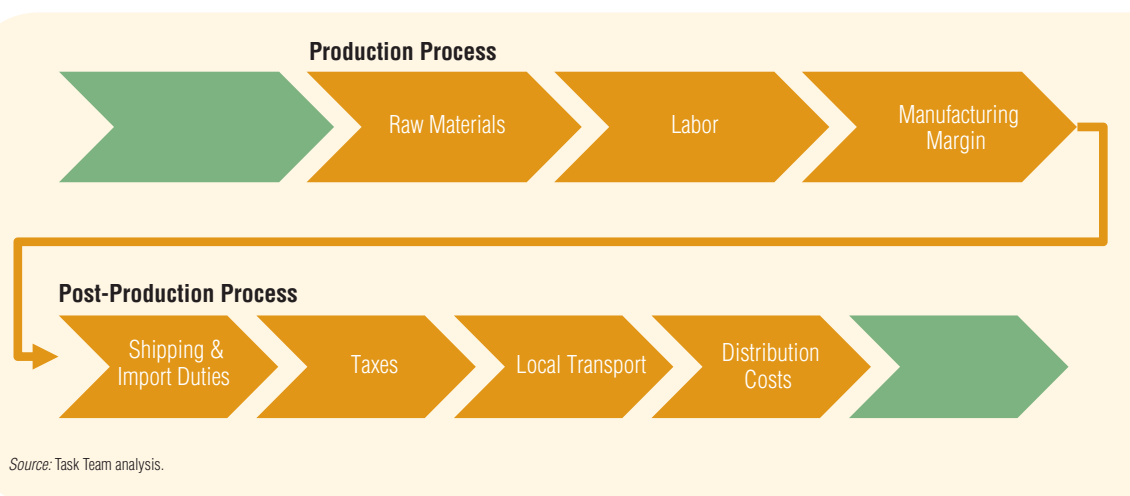 Production Process
Raw Materials
Labor
Manufacturing
Margin
Post-Production Process
Shipping &
Import Duties
Taxes
Local Transport
Distribution
Costs
Source: Task Team analysis.